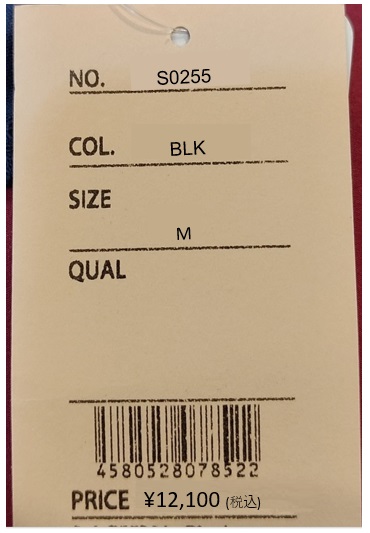 NO. S0255
COL. BLK
SIZE
M
QUAL
4580528078522
PRICE ¥12,100 (税込)